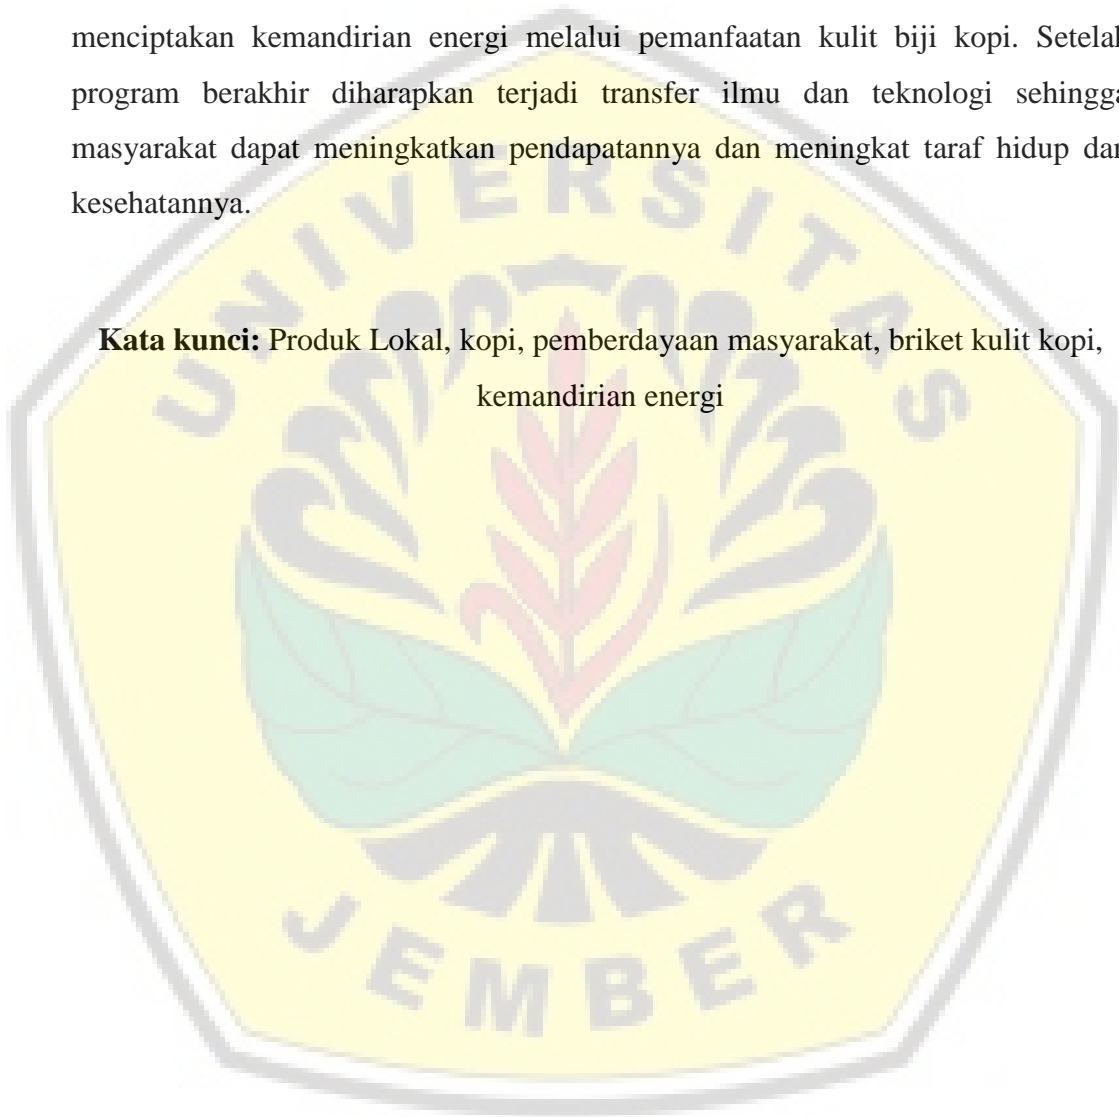 menciptakan kemandirian energi melalui pemanfaatan kulit biji kopi. Setelah
program berakhir diharapkan terjadi transfer ilmu dan teknologi sehingga
masyarakat dapat meningkatkan pendapatannya dan meningkat taraf hidup dan
kesehatannya.
UNIVERSITAS
Kata kunci: Produk Lokal, kopi, pemberdayaan masyarakat, briket kulit kopi,
kemandirian energi
JEMBER